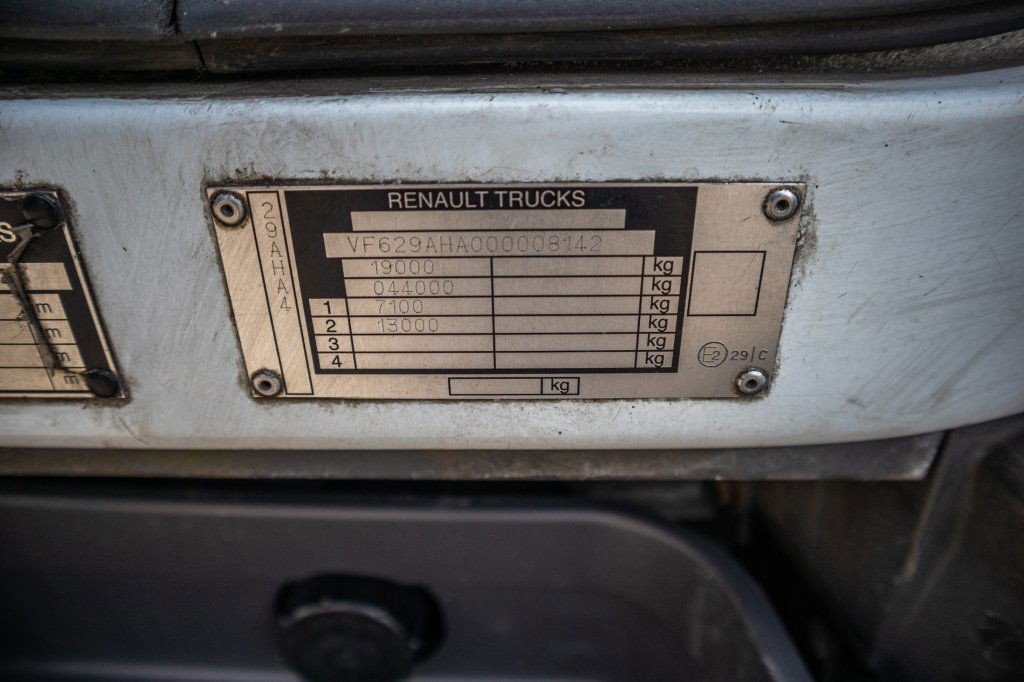 S
m
m
m
m
29AHA4
RENAULT TRUCKS
VF629AHA000008142
19000 kg
044000 kg
1 7100 kg
2 13000 kg
3 kg
4 kg
kg
E2 29|C